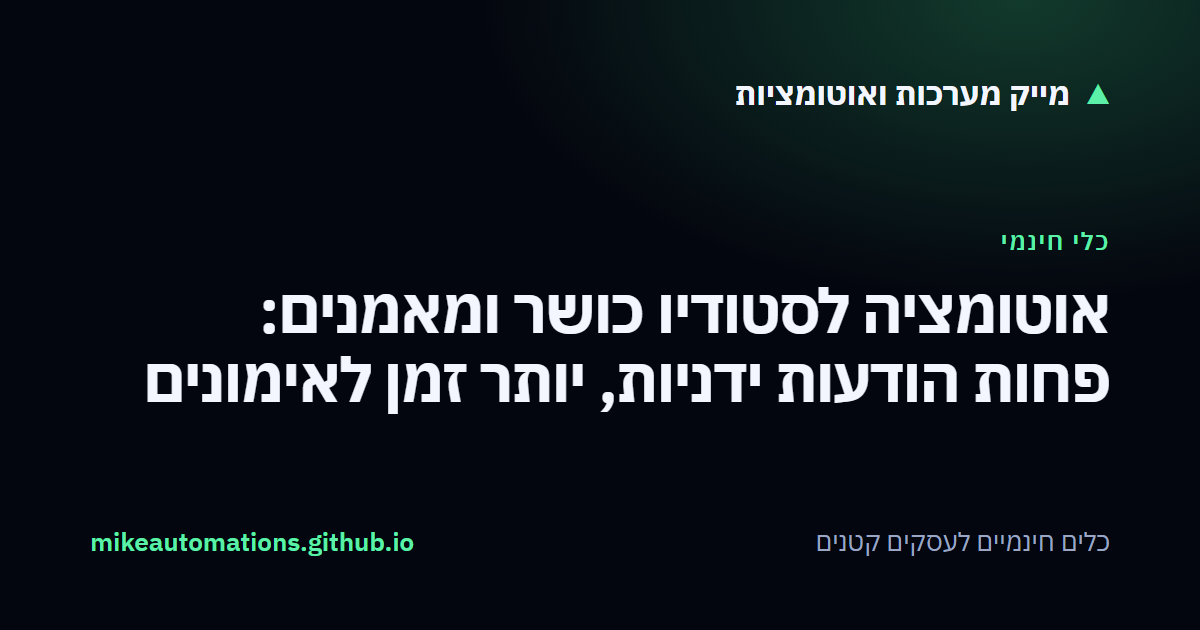 מייק מערכות ואוטומציות
כלי חינמי
אוטומציה לסטודיו כושר ומאמנים:
פחות הודעות ידניות, יותר זמן לאימונים
כלים חינמיים לעסקים קטנים
mikeautomations.github.io